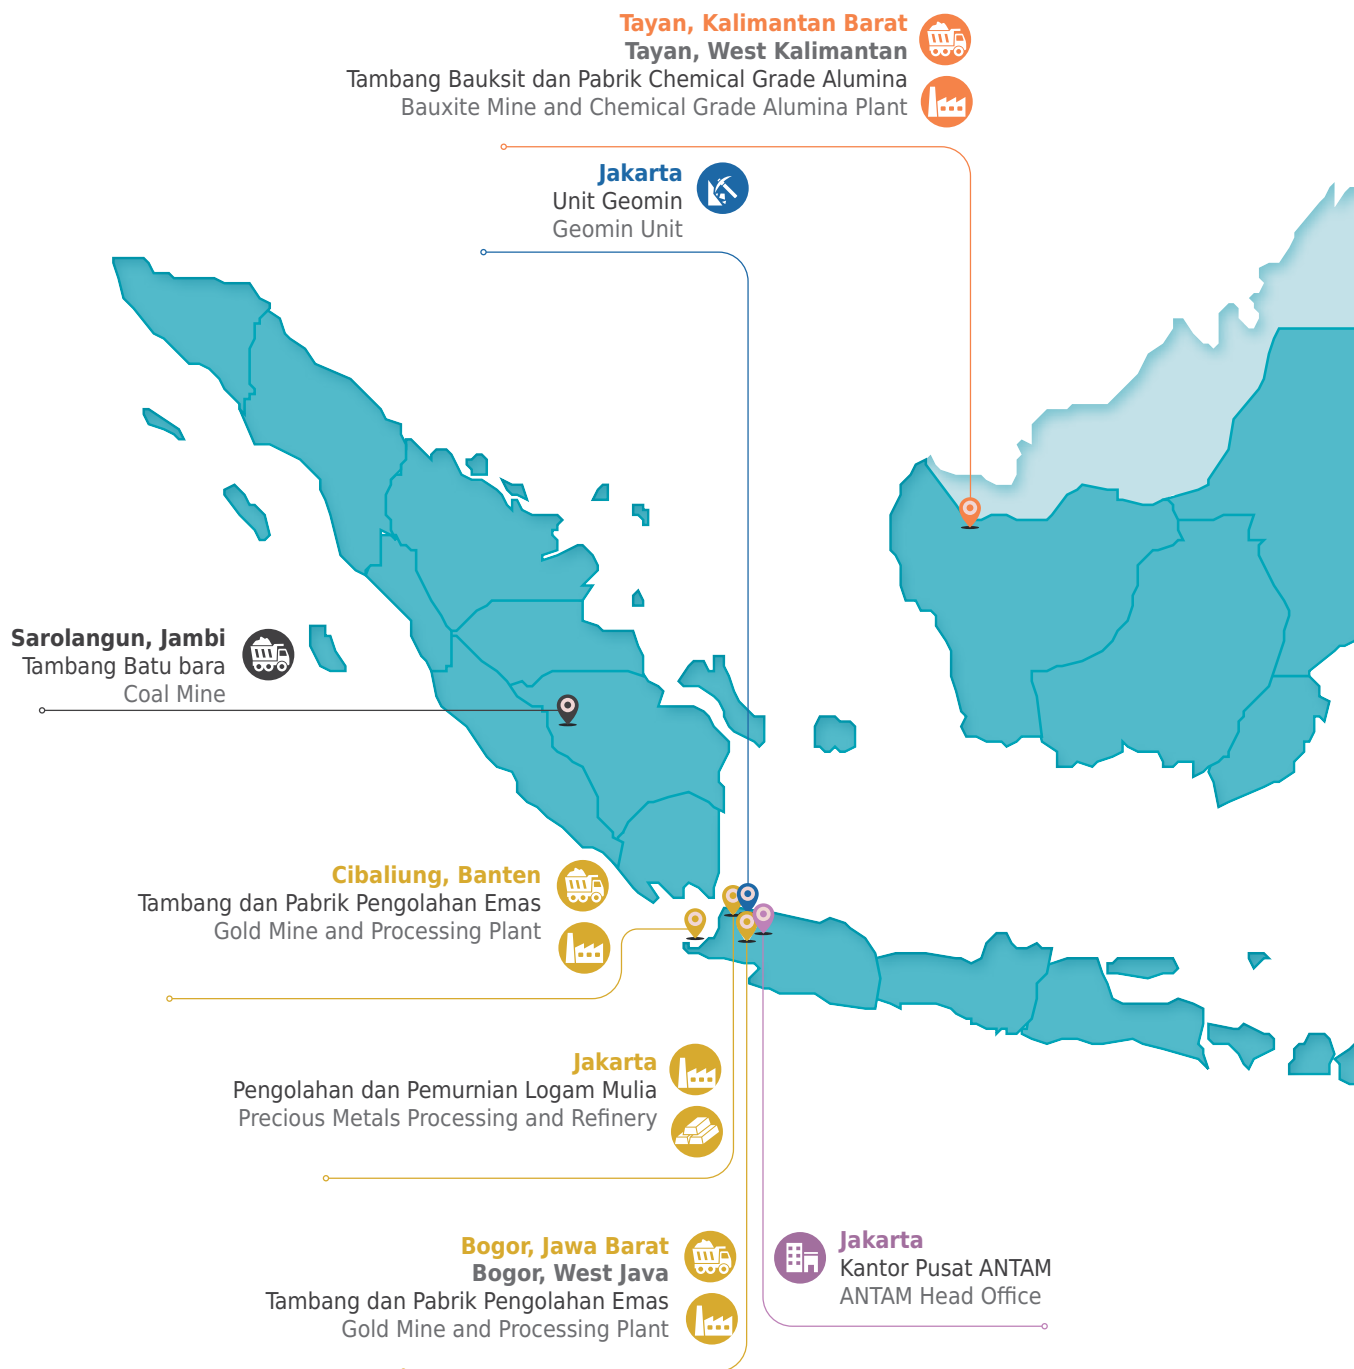 Tayan, Kalimantan Barat
Tayan, West Kalimantan
Tambang Bauksit dan Pabrik Chemical Grade Alumina
Bauxite Mine and Chemical Grade Alumina Plant
Jakarta
Unit Geomin
Geomin Unit
Sarolangun, Jambi
Tambang Batu bara
Coal Mine
Cibaliung, Banten
Tambang dan Pabrik Pengolahan Emas
Gold Mine and Processing Plant
Jakarta
Pengolahan dan Pemurnian Logam Mulia
Precious Metals Processing and Refinery
Bogor, Jawa Barat
Bogor, West Java
Tambang dan Pabrik Pengolahan Emas
Gold Mine and Processing Plant
Jakarta
Kantor Pusat ANTAM
ANTAM Head Office